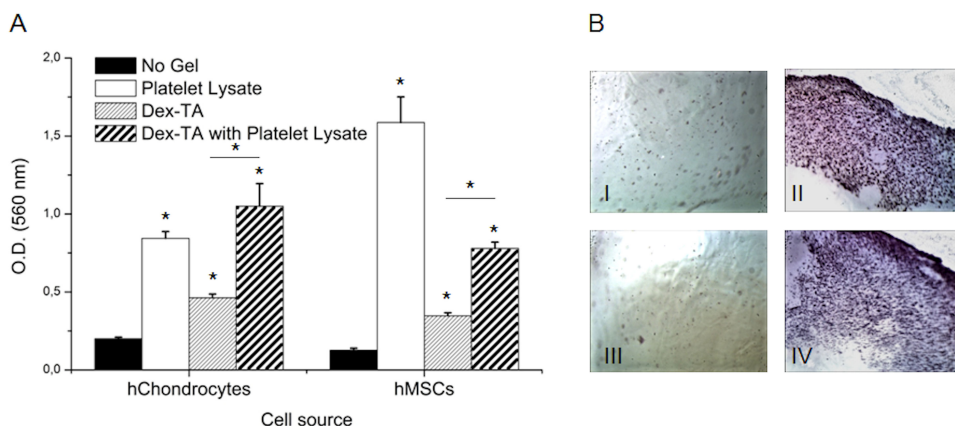 A
O.D. (560 nm)
2,0
1,5
1,0
0,5
0,0
No Gel
Platelet Lysate
Dex-TA
Dex-TA with Platelet Lysate
*
*
*
*
*
*
*
*
hChondrocytes
hMSCs
Cell source
B
I
II
III
IV